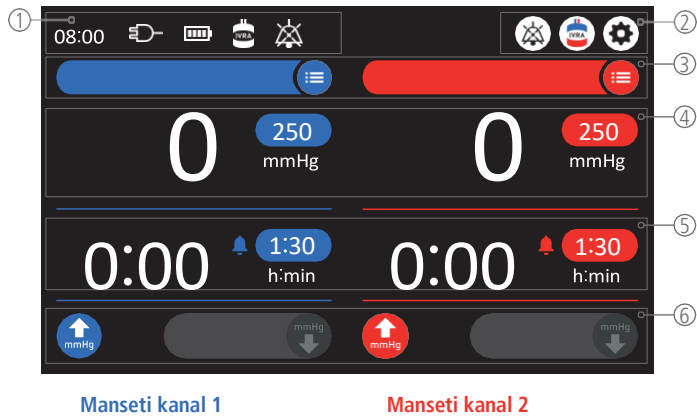 ① 08:00 IVRA IVRA ②
③
④
0 250 0 250
mmHg mmHg
⑤
0:00 1:30 0:00 1:30
h:min h:min
⑥
mmHg mmHg mmHg mmHg
Manseti kanal 1 Manseti kanal 2